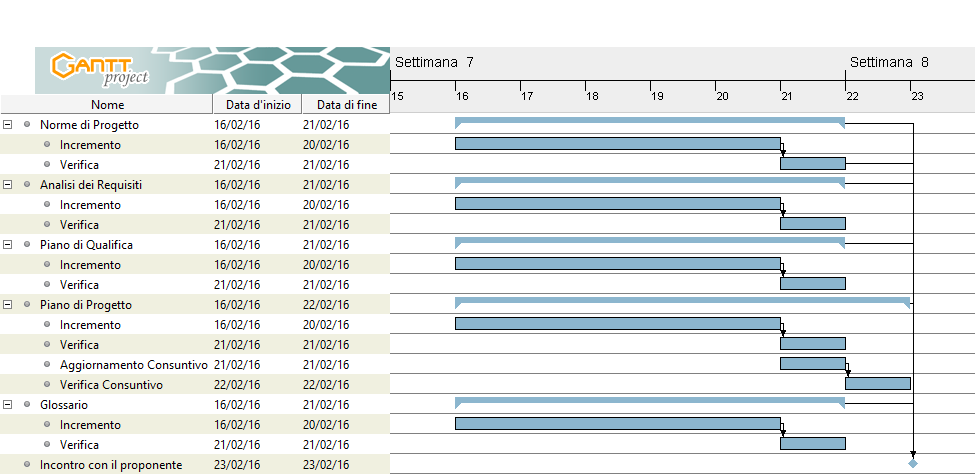 GANTT
project
Settimana 7
Settimana 8
15 16 17 18 19 20 21 22 23
Nome Data d'inizio Data di fine
Norme di Progetto 16/02/16 21/02/16
Incremento 16/02/16 20/02/16
Verifica 21/02/16 21/02/16
Analisi dei Requisiti 16/02/16 21/02/16
Incremento 16/02/16 20/02/16
Verifica 21/02/16 21/02/16
Piano di Qualifica 16/02/16 21/02/16
Incremento 16/02/16 20/02/16
Verifica 21/02/16 21/02/16
Piano di Progetto 16/02/16 22/02/16
Incremento 16/02/16 20/02/16
Verifica 21/02/16 21/02/16
Aggiornamento Consuntivo 21/02/16 21/02/16
Verifica Consuntivo 22/02/16 22/02/16
Glossario 16/02/16 21/02/16
Incremento 16/02/16 20/02/16
Verifica 21/02/16 21/02/16
Incontro con il proponente 23/02/16 23/02/16